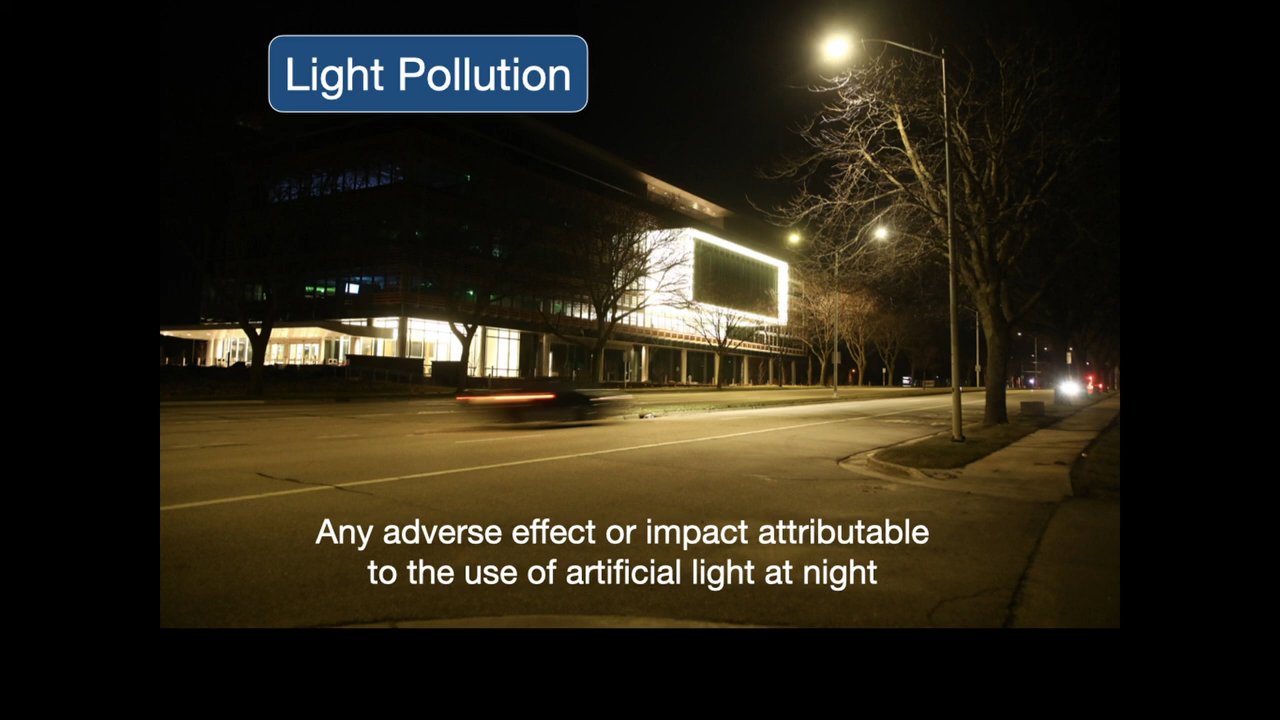 Light Pollution
Any adverse effect or impact attributable
to the use of artificial light at night